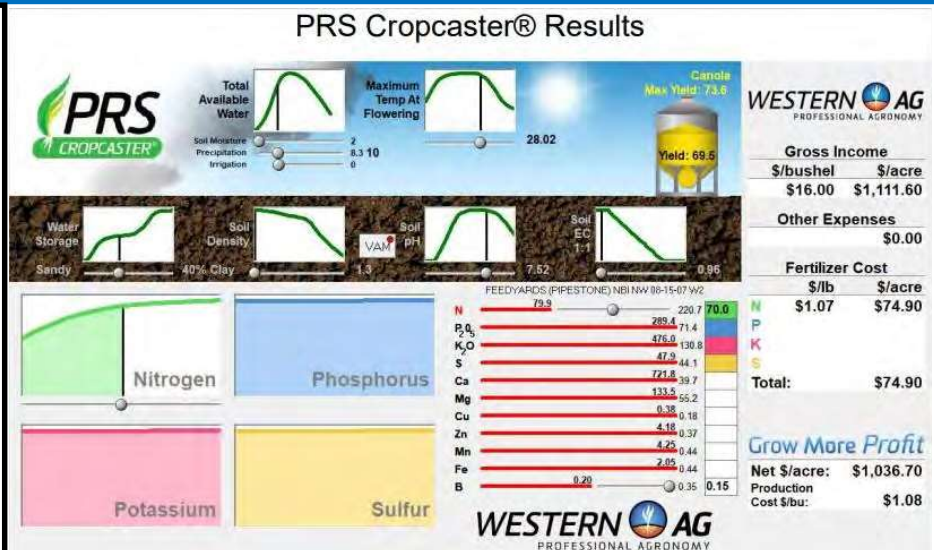 PRS Cropcaster® Results
PRS
CROPCASTER®
Total
Available
Water
Soil Moisture 2
Precipitation 8.3 10
Irrigation 0
Maximum
Temp At
Flowering
28.02
Canola
Max Yield: 73.6
Yield: 69.5
Water
Storage
Sandy 40% Clay
Soil
Density
1.3
VAM
Soil
pH
7.52
Soil
EC
1:1
0.96
Nitrogen
Phosphorus
Potassium
Sulfur
FEEDYARDS (PIPESTONE) NBI NW 08-15-07 W2
N 79.9 220.7 70.0
P2O5 289.4 71.4
K2O 476.0 130.8
S 47.9 44.1
Ca 721.8 39.7
Mg 133.5 55.2
Cu 0.38 0.18
Zn 4.18 0.37
Mn 4.25 0.44
Fe 2.05 0.44
B 0.20 0.35 0.15
WESTERN AG
PROFESSIONAL AGRONOMY
WESTERN AG
PROFESSIONAL AGRONOMY
Gross Income
$/bushel $/acre
$16.00 $1,111.60
Other Expenses
$0.00
Fertilizer Cost
$/lb $/acre
N $1.07 $74.90
P
K
S
Total: $74.90
Grow More Profit
Net $/acre: $1,036.70
Production
Cost $/bu: $1.08